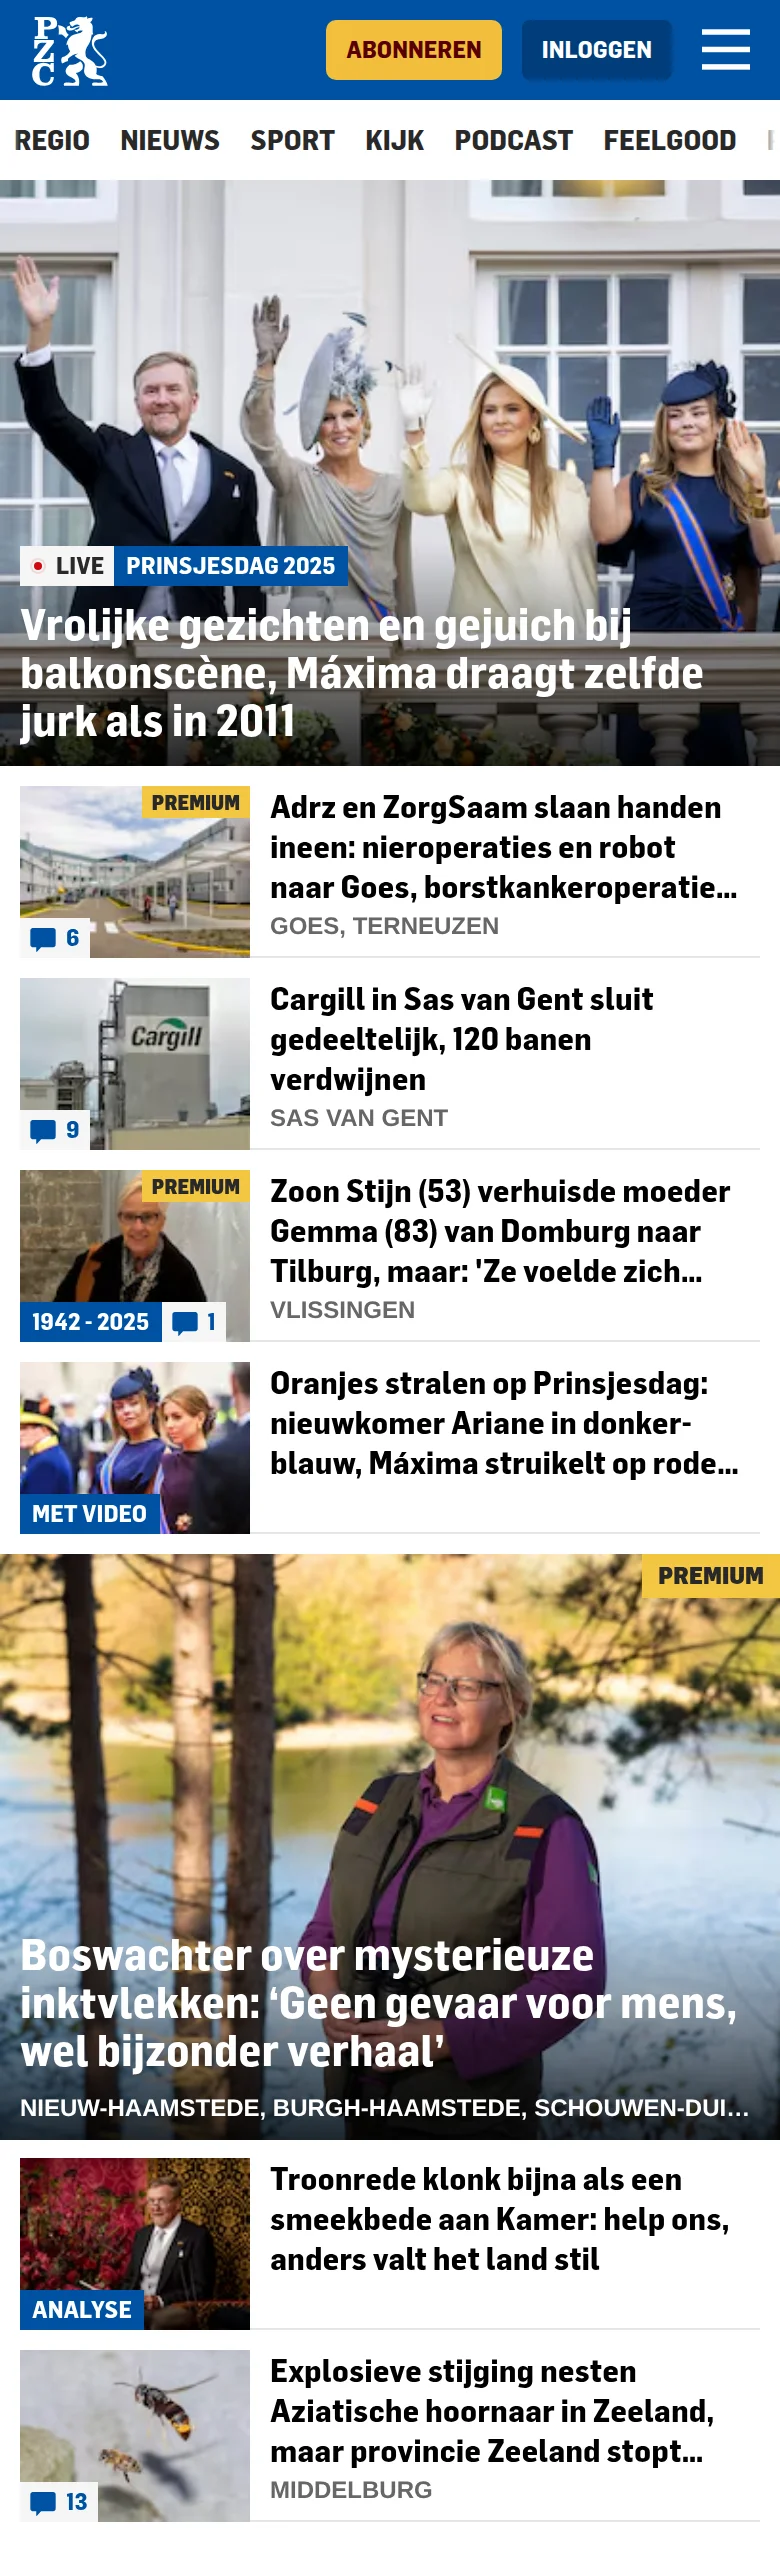 PZC
ABONNEREN
INLOGGEN
REGIO NIEUWS SPORT KIJK PODCAST FEELGOOD
LIVE PRINSJESDAG 2025
Vrolijke gezichten en gejuich bij
balkonscène, Máxima draagt zelfde
jurk als in 2011
PREMIUM
6
Adrz en ZorgSaam slaan handen
ineen: nieroperaties en robot
naar Goes, borstkankeroperatie...
GOES, TERNEUZEN
Cargill
9
Cargill in Sas van Gent sluit
gedeeltelijk, 120 banen
verdwijnen
SAS VAN GENT
PREMIUM
1942 - 2025 1
Zoon Stijn (53) verhuisde moeder
Gemma (83) van Domburg naar
Tilburg, maar: 'Ze voelde zich...
VLISSINGEN
MET VIDEO
Oranjes stralen op Prinsjesdag:
nieuwkomer Ariane in donker-
blauw, Máxima struikelt op rode...
PREMIUM
Boswachter over mysterieuze
inktvlekken: ‘Geen gevaar voor mens,
wel bijzonder verhaal’
NIEUW-HAAMSTEDE, BURGH-HAAMSTEDE, SCHOUWEN-DUI...
ANALYSE
Troonrede klonk bijna als een
smeekbede aan Kamer: help ons,
anders valt het land stil
13
Explosieve stijging nesten
Aziatische hoornaar in Zeeland,
maar provincie Zeeland stopt...
MIDDELBURG